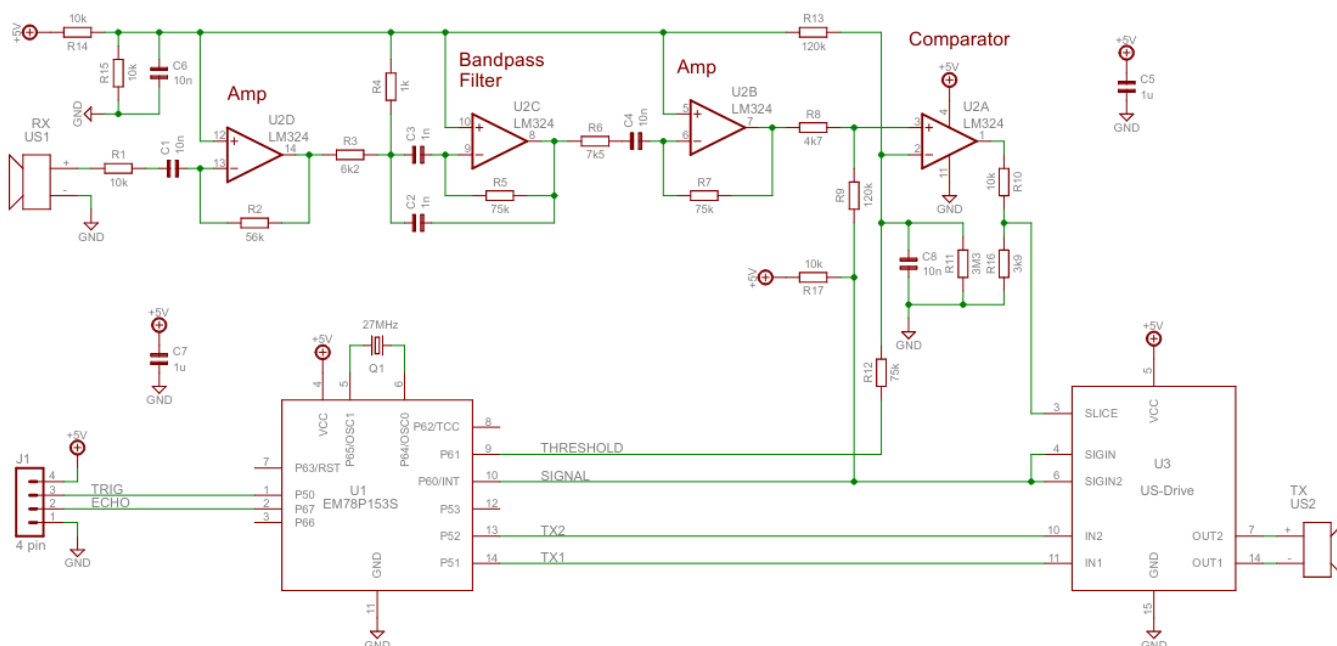 +5V
10k
R14
R15
10k
C6
10n
GND
RX
US1
+
-
GND
R1
10k
C1
10n
Amp
U2D
LM324
12
13
14
+
−
R2
56k
R3
6k2
R4
1k
C3
1n
C2
1n
Bandpass
Filter
U2C
LM324
10
9
8
+
−
R5
75k
R6
7k5
C4
10n
Amp
U2B
LM324
5
6
7
+
−
R7
75k
R13
120k
R8
4k7
R9
120k
Comparator
+5V
U2A
LM324
4
3
2
1
11
+
−
GND
10k
R10
C8
10n
R11
3M3
R16
3k9
GND
+5V
C5
1u
GND
+5V
10k
R17
R12
75k
+5V
C7
1u
GND
+5V
27MHz
Q1
4
5
6
VCC
P65/OSC1
P64/OSC0
P62/TCC
8
P61
9
THRESHOLD
7
P63/RST
P60/INT
10
SIGNAL
U1
EM78P153S
1
P50
2
P67
3
P66
P53
12
P52
13
TX2
P51
14
TX1
GND
11
GND
+5V
J1
4
3
2
1
TRIG
ECHO
4 pin
GND
+5V
5
VCC
3
SLICE
4
SIGIN
6
SIGIN2
U3
US-Drive
10
IN2
11
IN1
OUT2
7
OUT1
14
GND
15
GND
TX
US2
+
-